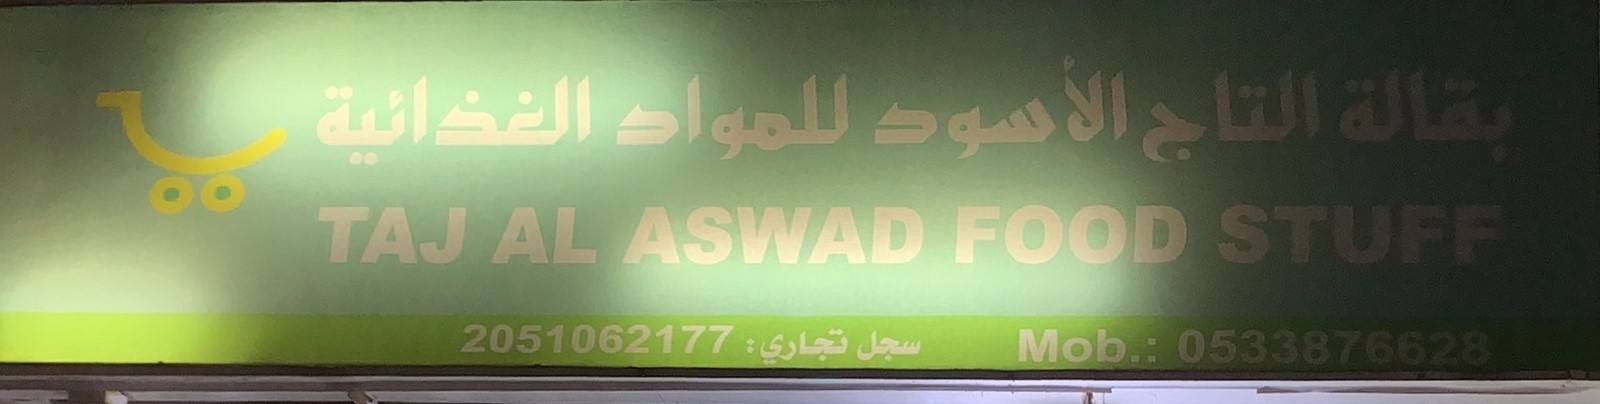 بقالة التاج الأسود للمواد الغذائية
TAJ AL ASWAD FOOD STUFF
سجل تجاري: 2051062177
Mob.: 0533876628